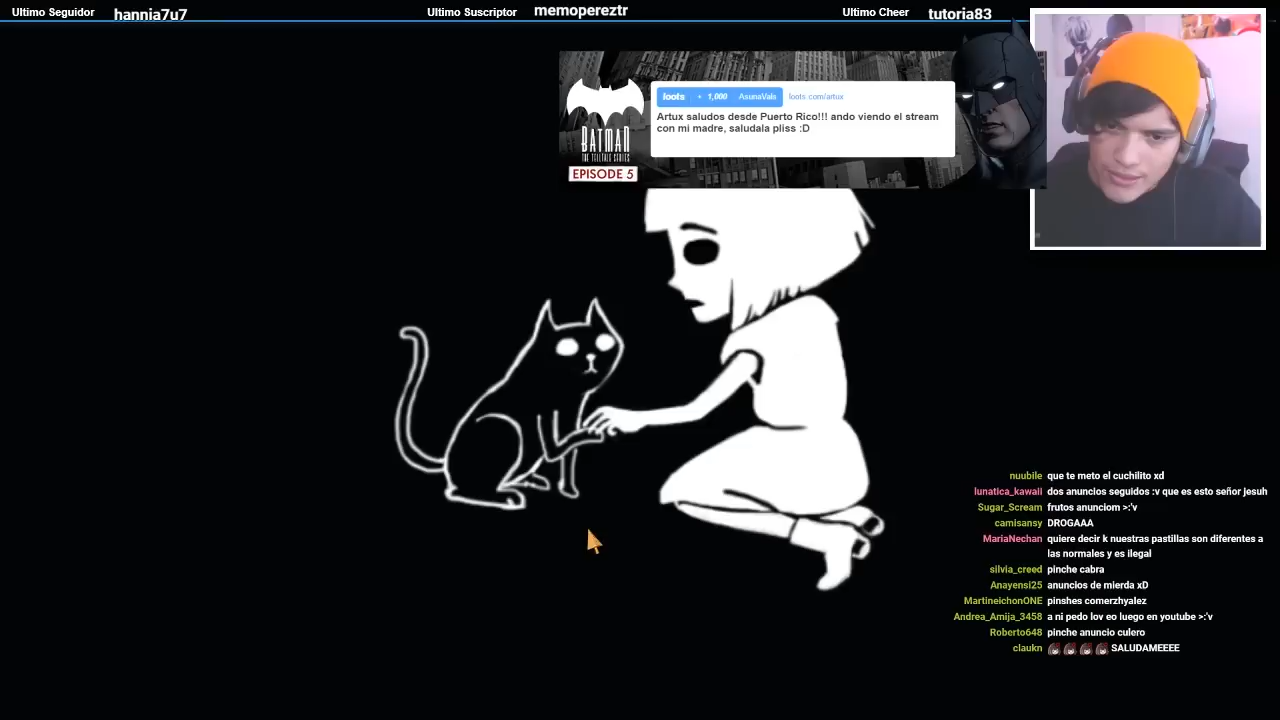 Ultimo Seguidor hannia7u7 Ultimo Suscriptor memopereztr Ultimo Cheer tutoria83
BATMAN
THE TELLTALE SERIES
EPISODE 5
loots + 1,000 AsunaVals loots.com/artux
Artux saludos desde Puerto Rico!!! ando viendo el stream
con mi madre, saludala pliss :D
nuubile que te meto el cuchilito xd
lunatica_kawaii dos anuncios seguidos :v que es esto señor jesuh
Sugar_Scream frutos anunciom >:'v
camisansy DROGAAA
MariaNechan quiere decir k nuestras pastillas son diferentes a
las normales y es ilegal
silvia_creed pinche cabra
Anayensi25 anuncios de mierda xD
MartineichonONE pinshes comerzhyalez
Andrea_Amija_3458 a ni pedo lov eo luego en youtube >:'v
Roberto648 pinche anuncio culero
claukn SALUDAMEEEE